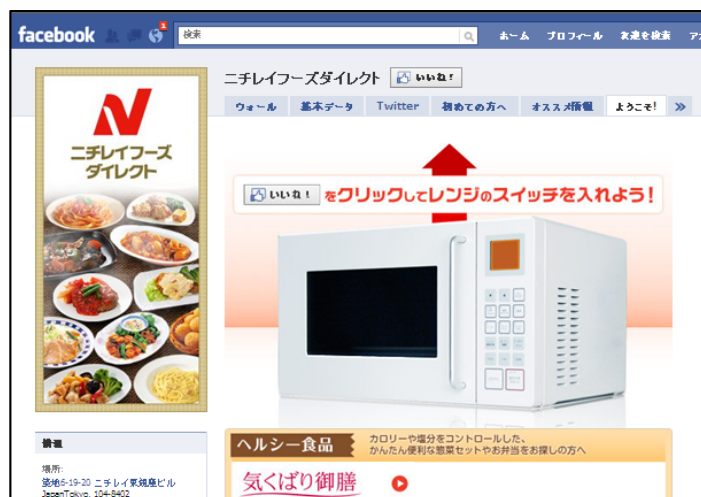 facebook
1
検索
ホーム プロフィール 友達を検索 ア
ニチレイフーズダイレクト いいね!
ウォール 基本データ Twitter 初めての方へ オススメ情報 ようこそ! »
N
ニチレイフーズ
ダイレクト
いいね! をクリックしてレンジのスイッチを入れよう!
情報
場所:
築地6-19-20 ニチレイ東銀座ビル
JapanTokyo, 104-8402
ヘルシー食品
カロリーや塩分をコントロールした、
かんたん便利な惣菜セットやお弁当をお探しの方へ
気くばり御膳